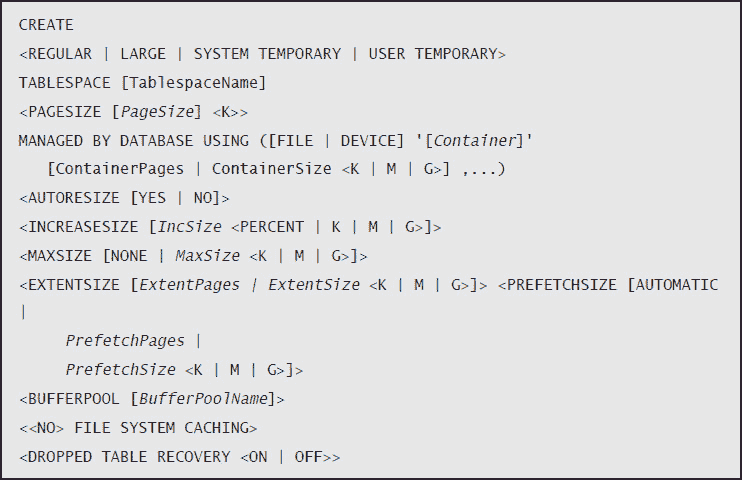 CREATE
<REGULAR | LARGE | SYSTEM TEMPORARY | USER TEMPORARY>
TABLESPACE [TablespaceName]
<PAGESIZE [PageSize] <K>>
MANAGED BY DATABASE USING ([FILE | DEVICE] '[Container]'
[ContainerPages | ContainerSize <K | M | G>] ,...)
<AUTORESIZE [YES | NO]>
<INCREASESIZE [IncSize <PERCENT | K | M | G>]>
<MAXSIZE [NONE | MaxSize <K | M | G>]>
<EXTENTSIZE [ExtentPages | ExtentSize <K | M | G>]> <PREFETCHSIZE [AUTOMATIC
|
PrefetchPages |
PrefetchSize <K | M | G>]>
<BUFFERPOOL [BufferPoolName]>
<<NO> FILE SYSTEM CACHING>
<DROPPED TABLE RECOVERY <ON | OFF>>